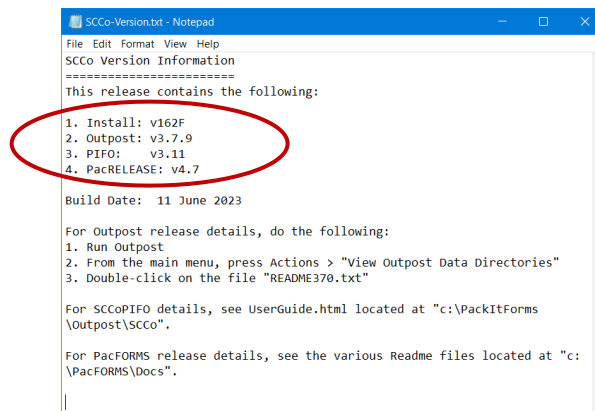 SCCo-Version.txt - Notepad
File Edit Format View Help
SCCo Version Information
========================
This release contains the following:
1. Install: v162F
2. Outpost: v3.7.9
3. PIFO: v3.11
4. PacRELEASE: v4.7
Build Date: 11 June 2023
For Outpost release details, do the following:
1. Run Outpost
2. From the main menu, press Actions > "View Outpost Data Directories"
3. Double-click on the file "README370.txt"
For SCCoPIFO details, see UserGuide.html located at "c:\PackItForms
\Outpost\SCCo".
For PacFORMS release details, see the various Readme files located at "c:
\PacFORMS\Docs".